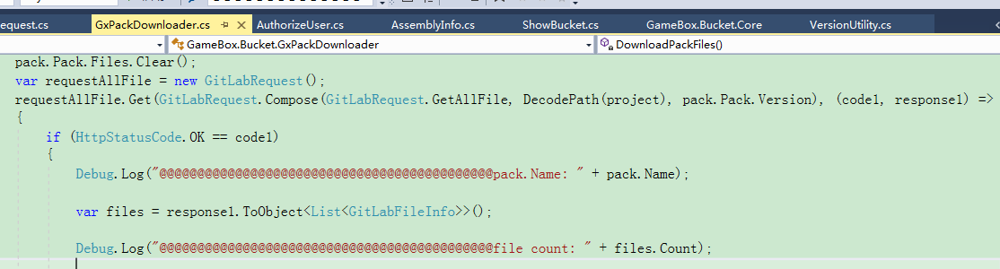 equest.cs GxPackDownloader.cs AuthorizeUser.cs AssemblyInfo.cs ShowBucket.cs GameBox.Bucket.Core VersionUtility.cs
GameBox.Bucket.GxPackDownloader DownloadPackFiles()
pack.Pack.Files.Clear();
var requestAllFile = new GitLabRequest();
requestAllFile.Get(GitLabRequest.Compose(GitLabRequest.GetAllFile, DecodePath(project), pack.Pack.Version), (code1, response1) =>
{
if (HttpStatusCode.OK == code1)
{
Debug.Log("@@@@@@@@@@@@@@@@@@@@@@@@@@@@@@@@@@@@@@@@@@@@pack.Name: " + pack.Name);
var files = response1.ToObject<List<GitLabFileInfo>>();
Debug.Log("@@@@@@@@@@@@@@@@@@@@@@@@@@@@@@@@@@@@@@@@@@@@file count: " + files.Count);